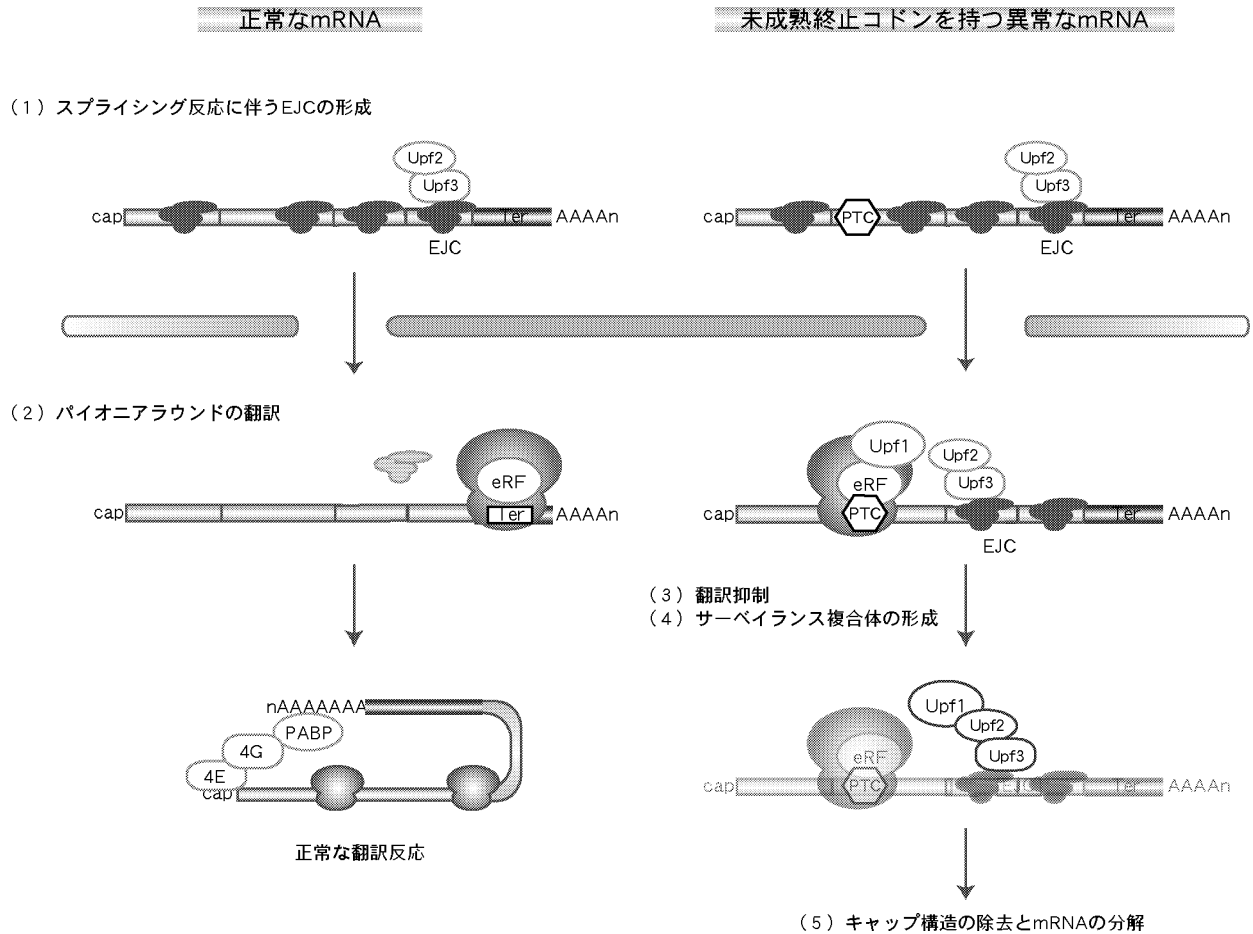 正常なmRNA
未成熟終止コドンを持つ異常なmRNA
（1）スプライシング反応に伴うEJCの形成
Upf2
Upf3
cap
Ter
AAAAn
EJC
Upf2
Upf3
cap
PTC
Ter
AAAAn
EJC
（2）パイオニアラウンドの翻訳
eRF
cap
Ter
AAAAn
Upf1
Upf2
eRF
Upf3
cap
PTC
Ter
AAAAn
EJC
（3）翻訳抑制
（4）サーベイランス複合体の形成
nAAAAAAA
PABP
4G
4E
cap
正常な翻訳反応
Upf1
Upf2
Upf3
eRF
cap
PTC
EJC
Ter
AAAAn
（5）キャップ構造の除去とmRNAの分解